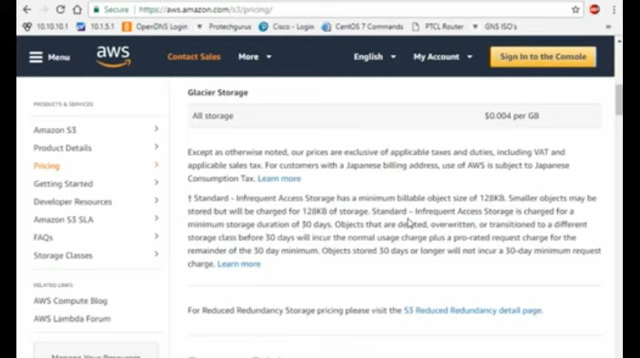 Secure | https://aws.amazon.com/s3/pricing/
10.10.10.1 10.1.5.1 OpenDNS Login Protechgurus Cisco - Login CentOS 7 Commands PTCL Router GNS ISO's
Menu
aws
Contact Sales More English My Account Sign In to the Console
PRODUCTS & SERVICES
Amazon S3
Product Details
Pricing
Getting Started
Developer Resources
Amazon S3 SLA
FAQs
Storage Classes
RELATED LINKS
AWS Compute Blog
AWS Lambda Forum
Manage Your Resources
Glacier Storage
All storage $0.004 per GB
Except as otherwise noted, our prices are exclusive of applicable taxes and duties, including VAT and
applicable sales tax. For customers with a Japanese billing address, use of AWS is subject to Japanese
Consumption Tax. Learn more
† Standard - Infrequent Access Storage has a minimum billable object size of 128KB. Smaller objects may be
stored but will be charged for 128KB of storage. Standard – Infrequent Access Storage is charged for a
minimum storage duration of 30 days. Objects that are deleted, overwritten, or transitioned to a different
storage class before 30 days will incur the normal usage charge plus a pro-rated request charge for the
remainder of the 30 day minimum. Objects stored 30 days or longer will not incur a 30-day minimum request
charge. Learn more
For Reduced Redundancy Storage pricing please visit the S3 Reduced Redundancy detail page.